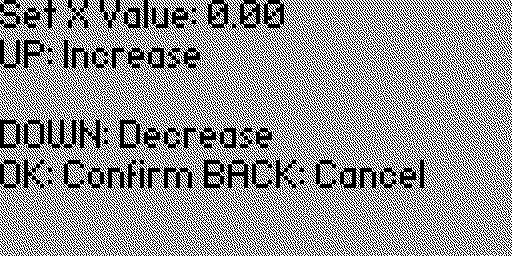 Set X Value: 0.00
UP: Increase
DOWN: Decrease
OK: Confirm BACK: Cancel